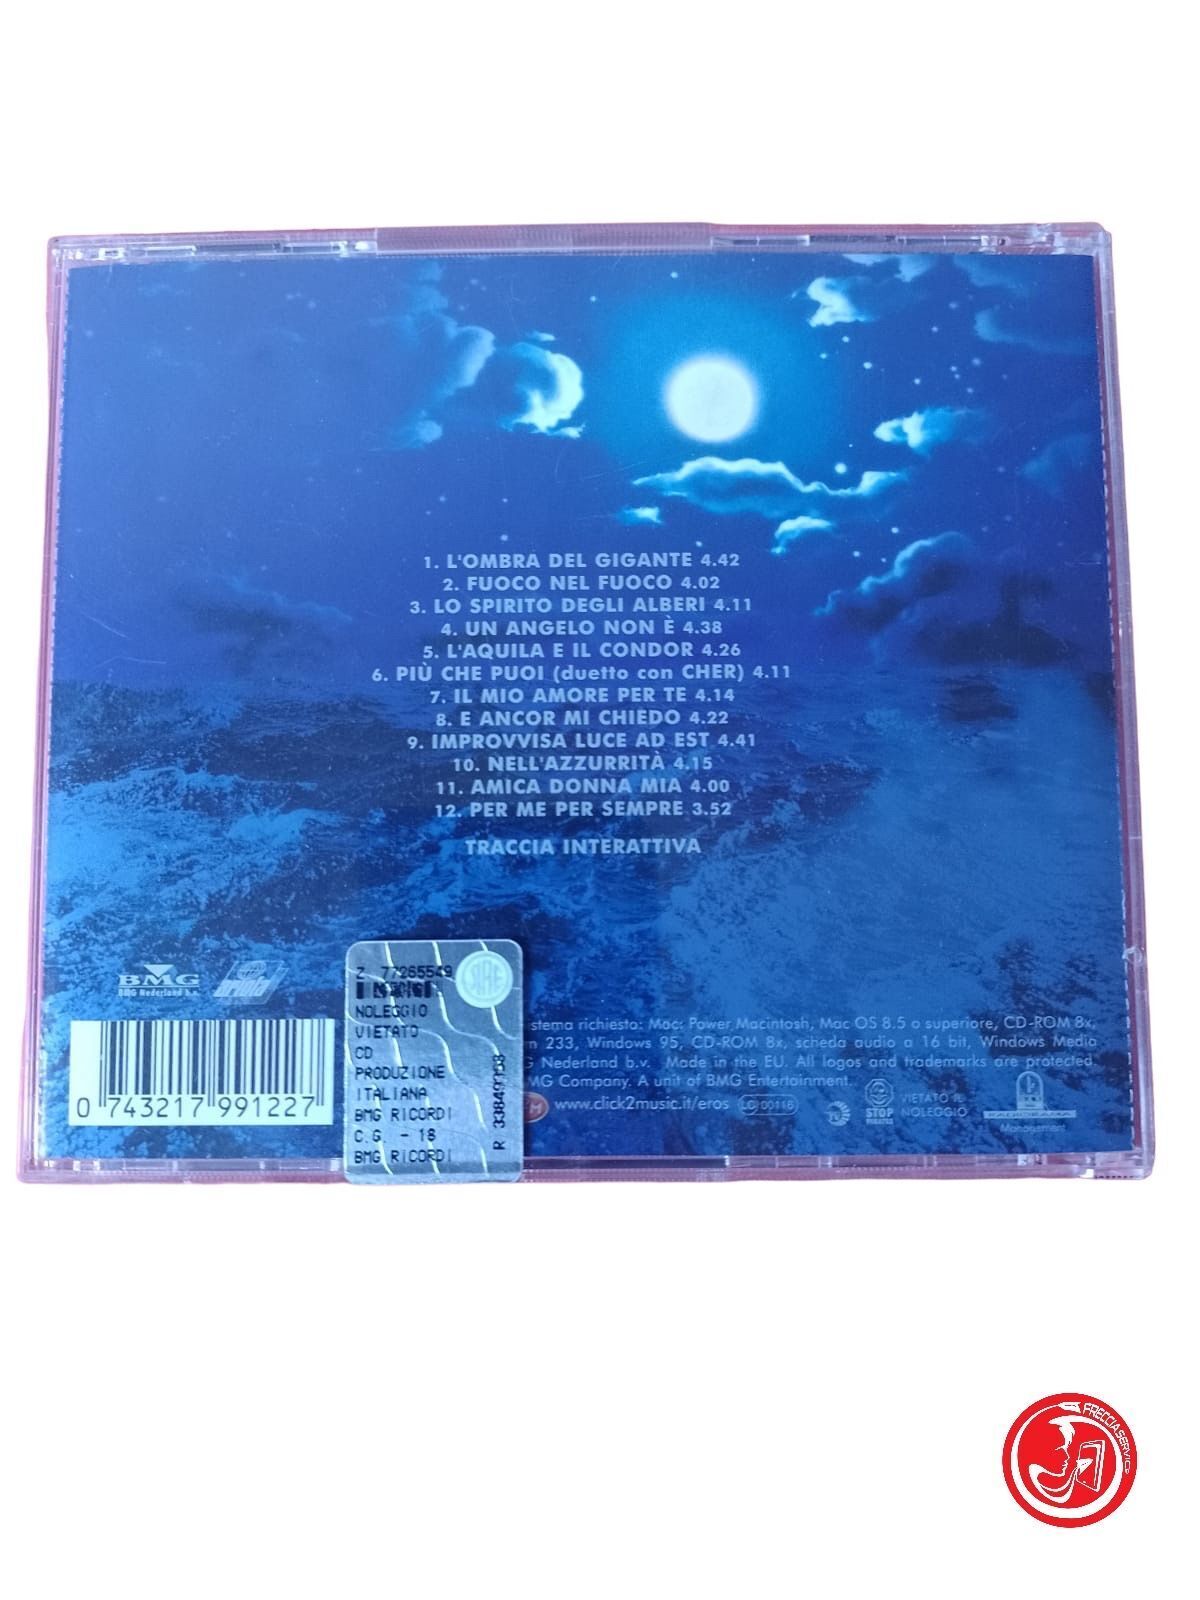 1. L'OMBRA DEL GIGANTE 4.42
2. FUOCO NEL FUOCO 4.02
3. LO SPIRITO DEGLI ALBERI 4.11
4. UN ANGELO NON È 4.38
5. L'AQUILA E IL CONDOR 4.26
6. PIÙ CHE PUOI (duetto con CHER) 4.11
7. IL MIO AMORE PER TE 4.14
8. E ANCOR MI CHIEDO 4.22
9. IMPROVVISA LUCE AD EST 4.41
10. NELL'AZZURRITÀ 4.15
11. AMICA DONNA MIA 4.00
12. PER ME PER SEMPRE 3.52
TRACCIA INTERATTIVA
BMG
BMG Nederland b.v.
0 743217 991227
Z 77265549
NOLEGGIO
VIETATO
CD
PRODUZIONE
ITALIANA
BMG RICORDI
C.G. - 18
BMG RICORDI
stema richiesto: Mac: Power Macintosh, Mac OS 8.5 o superiore, CD-ROM 8x,
233, Windows 95, CD-ROM 8x, scheda audio a 16 bit, Windows Media
Nederland b.v. Made in the EU. All logos and trademarks are protected.
MG Company. A unit of BMG Entertainment.
www.click2music.it/eros
LC 00116
STOP
VIETATO IL
NOLEGGIO
RADIORAMA
Management
FRECCIA SERVICE